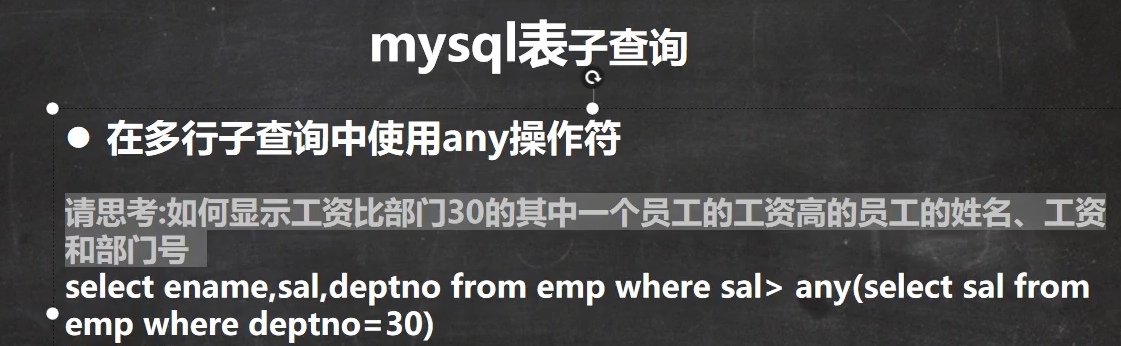 mysql表子查询
● 在多行子查询中使用any操作符
请思考:如何显示工资比部门30的其中一个员工的工资高的员工的姓名、工资
和部门号
select ename,sal,deptno from emp where sal> any(select sal from
emp where deptno=30)